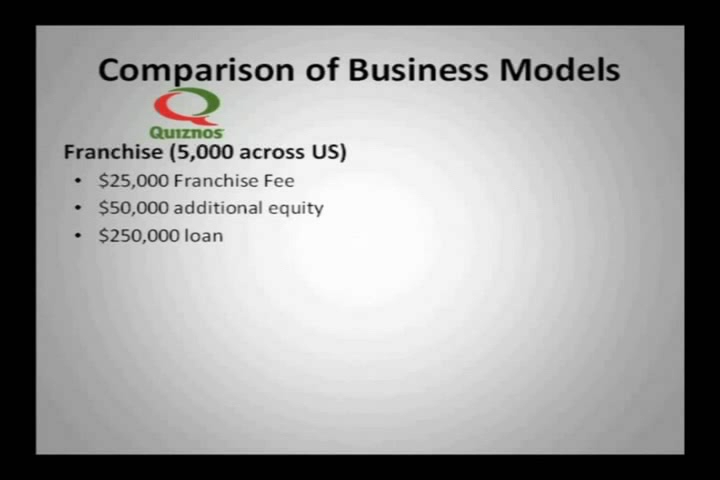 Comparison of Business Models
Quiznos
Franchise (5,000 across US)
• $25,000 Franchise Fee
• $50,000 additional equity
• $250,000 loan